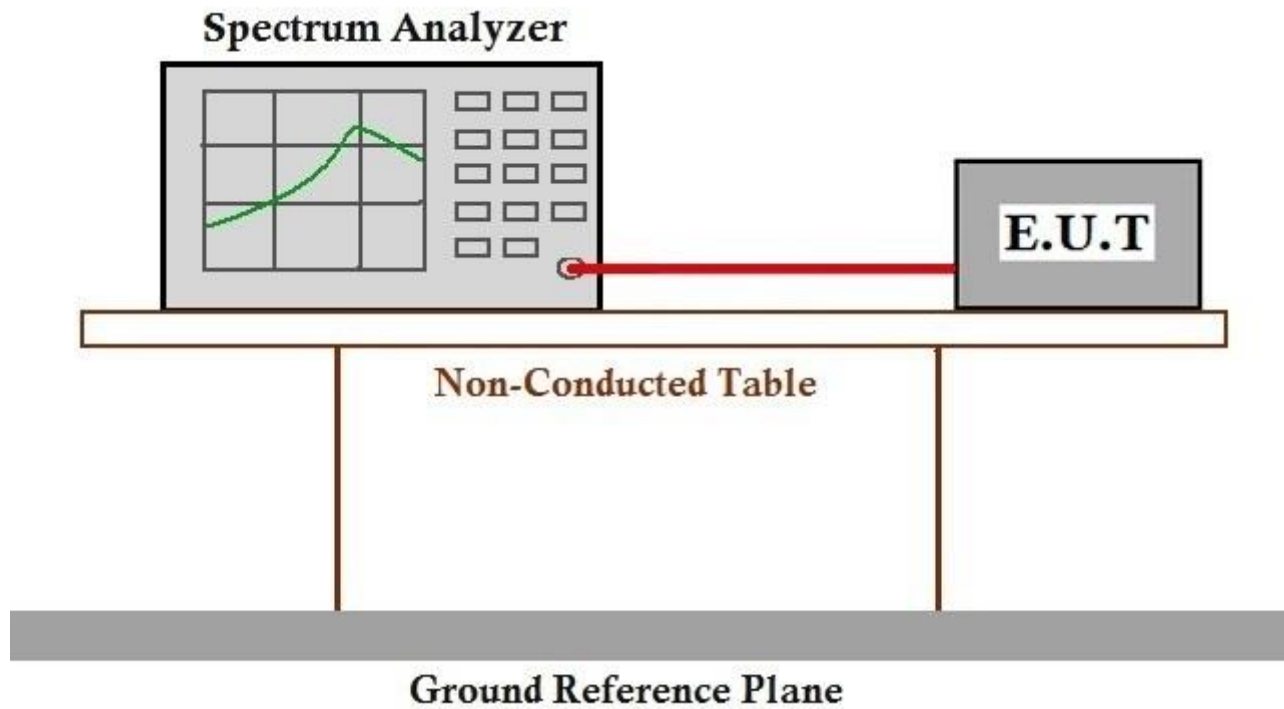 Spectrum Analyzer
E.U.T
Non-Conducted Table
Ground Reference Plane